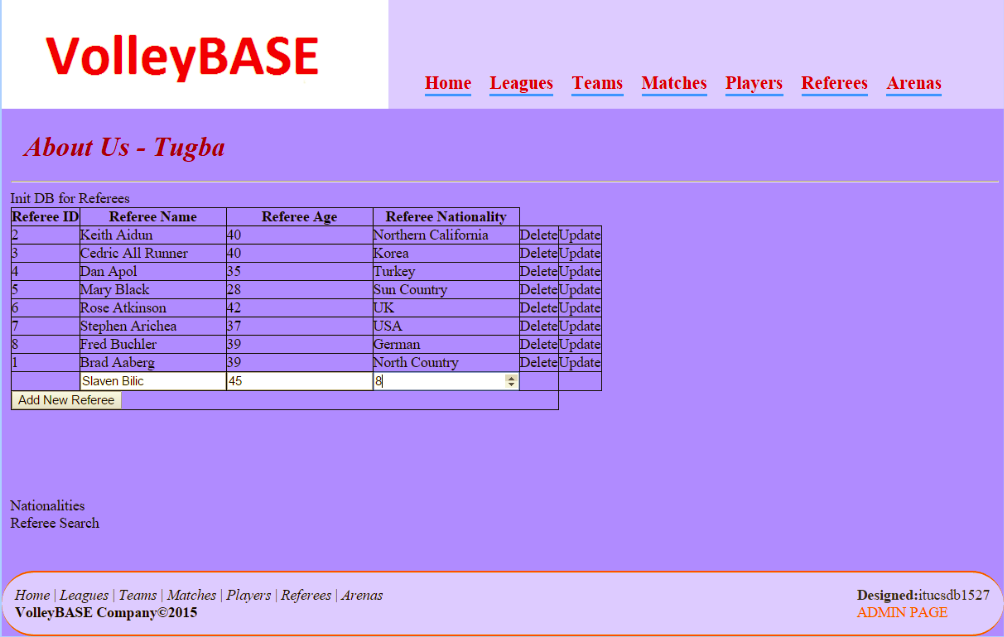 VolleyBASE
Home Leagues Teams Matches Players Referees Arenas
About Us - Tugba
Init DB for Referees
Referee ID Referee Name Referee Age Referee Nationality
2 Keith Aidun 40 Northern California Delete Update
3 Cedric All Runner 40 Korea Delete Update
4 Dan Apol 35 Turkey Delete Update
5 Mary Black 28 Sun Country Delete Update
6 Rose Atkinson 42 UK Delete Update
7 Stephen Arichea 37 USA Delete Update
8 Fred Buchler 39 German Delete Update
1 Brad Aaberg 39 North Country Delete Update
Slaven Bilic 45 8
Add New Referee
Nationalities
Referee Search
Home | Leagues | Teams | Matches | Players | Referees | Arenas
VolleyBASE Company©2015
Designed:itucsdb1527
ADMIN PAGE